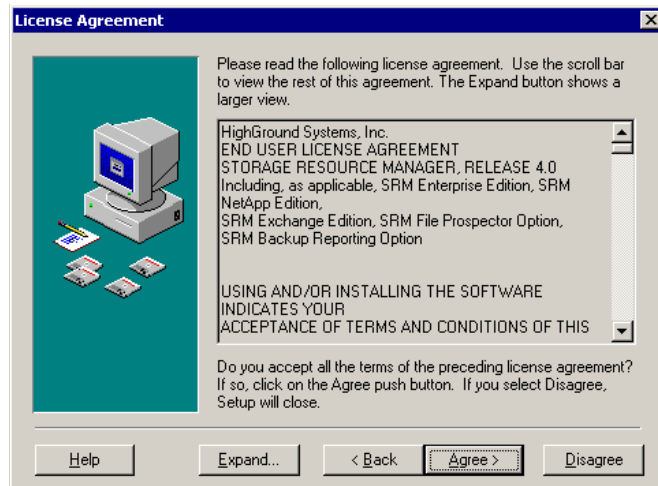 License Agreement
Please read the following license agreement. Use the scroll bar
to view the rest of this agreement. The Expand button shows a
larger view.
HighGround Systems, Inc.
END USER LICENSE AGREEMENT
STORAGE RESOURCE MANAGER, RELEASE 4.0
Including, as applicable, SRM Enterprise Edition, SRM
NetApp Edition,
SRM Exchange Edition, SRM File Prospector Option,
SRM Backup Reporting Option
USING AND/OR INSTALLING THE SOFTWARE
INDICATES YOUR
ACCEPTANCE OF TERMS AND CONDITIONS OF THIS
Do you accept all the terms of the preceding license agreement?
If so, click on the Agree push button. If you select Disagree,
Setup will close.
Help
Expand...
< Back
Agree >
Disagree